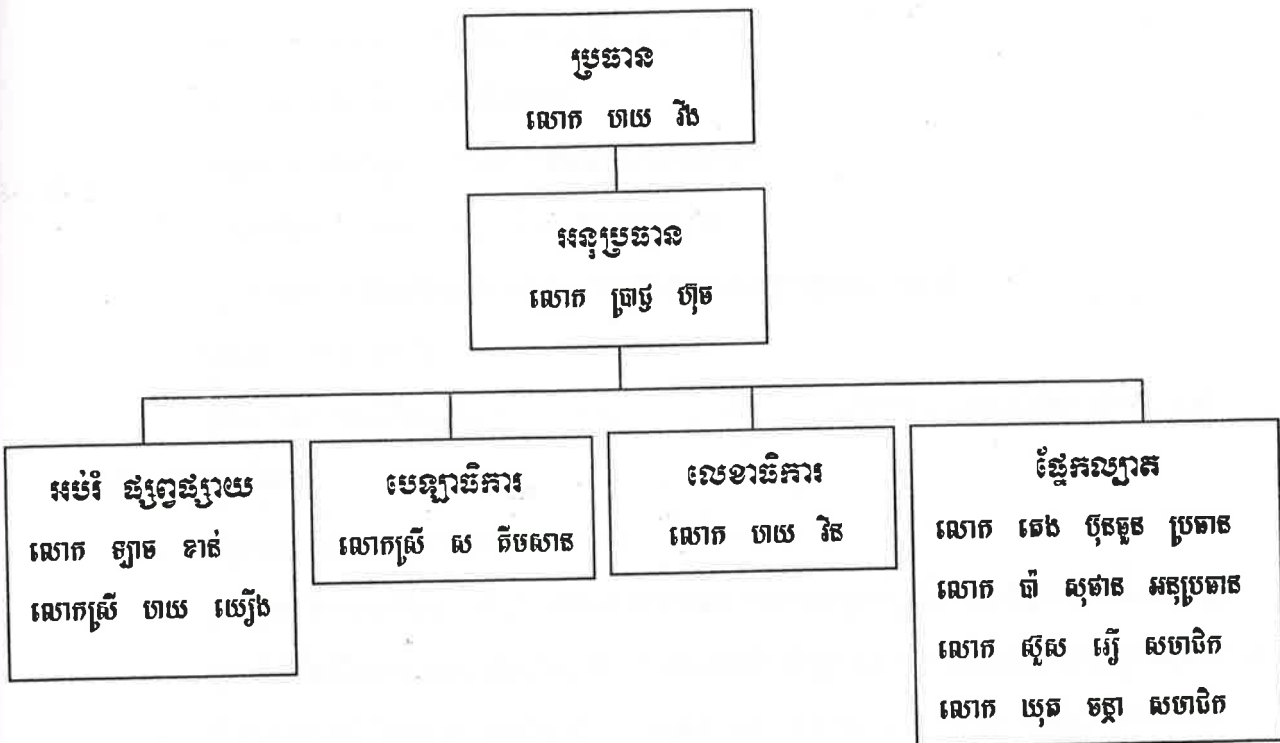 ប្រធាន
លោក ហយ រីង
អនុប្រធាន
លោក ប្រាជ្ញ ហ៊ុម
អប់រំ ផ្សព្វផ្សាយ
លោក ឡាម ខាន់
លោកស្រី ហយ យឿង
បេឡាធិការ
លោកស្រី ស គឹមសាន
លេខាធិការ
លោក ហយ រិន
ផ្នែកល្បាត
លោក តេង ប៊ុនធួន ប្រធាន
លោក ប៉ា សុផាន អនុប្រធាន
លោក ស៊ួស រ៉្បើ សមាជិក
លោក ឃុត ចន្ថា សមាជិក